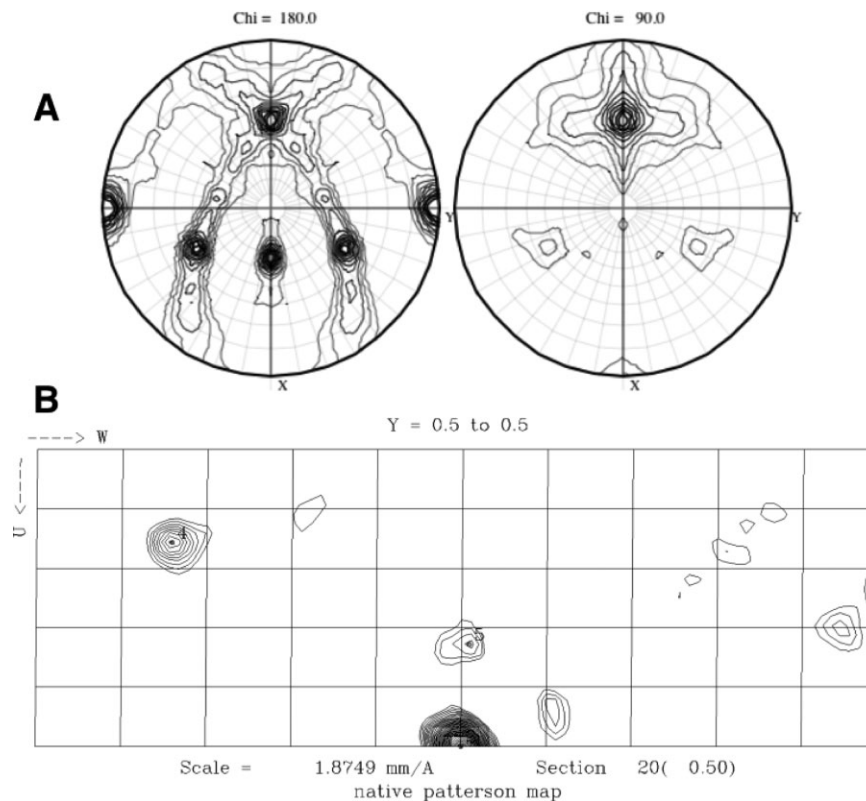 Chi = 180.0
Chi = 90.0
A
Y
Y
X
X
B
Y = 0.5 to 0.5
----> W
U
4
5
Scale = 1.8749 mm/A Section 20( 0.50)
native patterson map